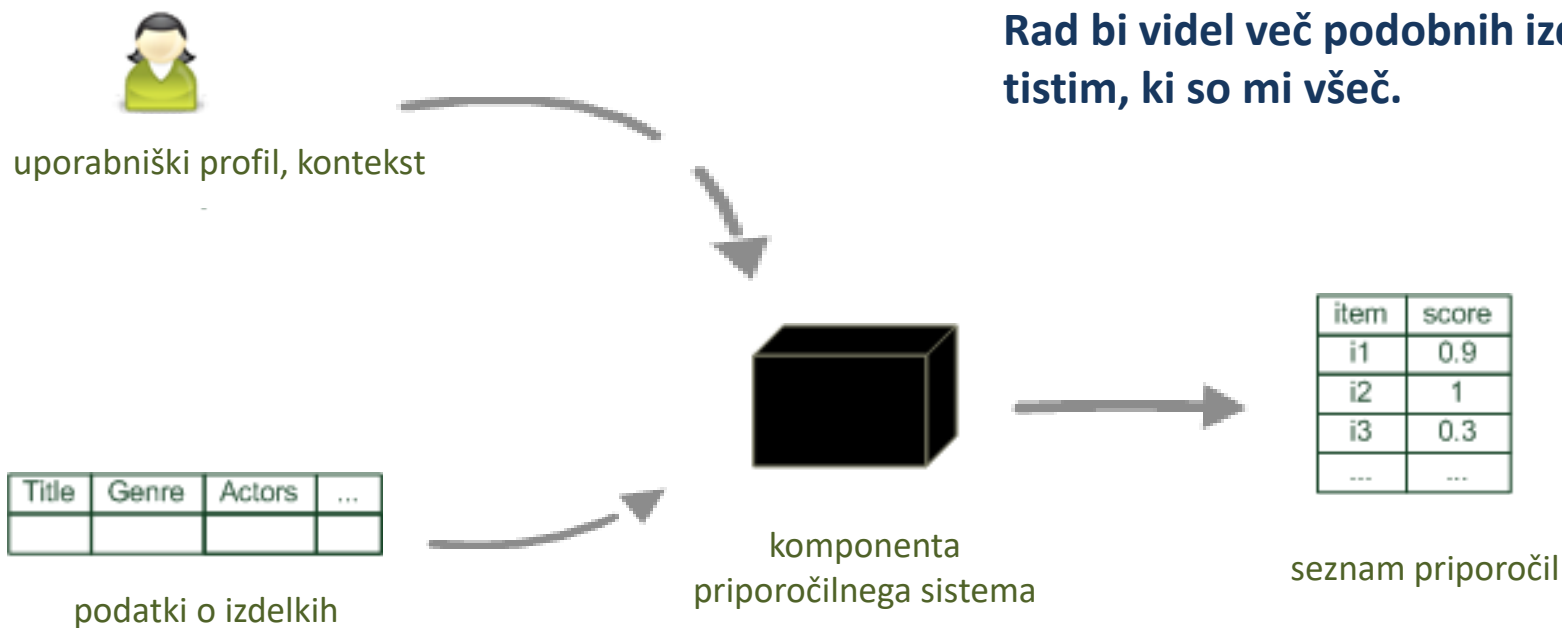 Rad bi videl več podobnih
tistim, ki so mi všeč.
uporabniški profil, kontekst
item score
i1 0.9
i2 1
i3 0.3
... ...
Title Genre Actors ...
podatki o izdelkih
komponenta
priporočilnega sistema
seznam priporočil